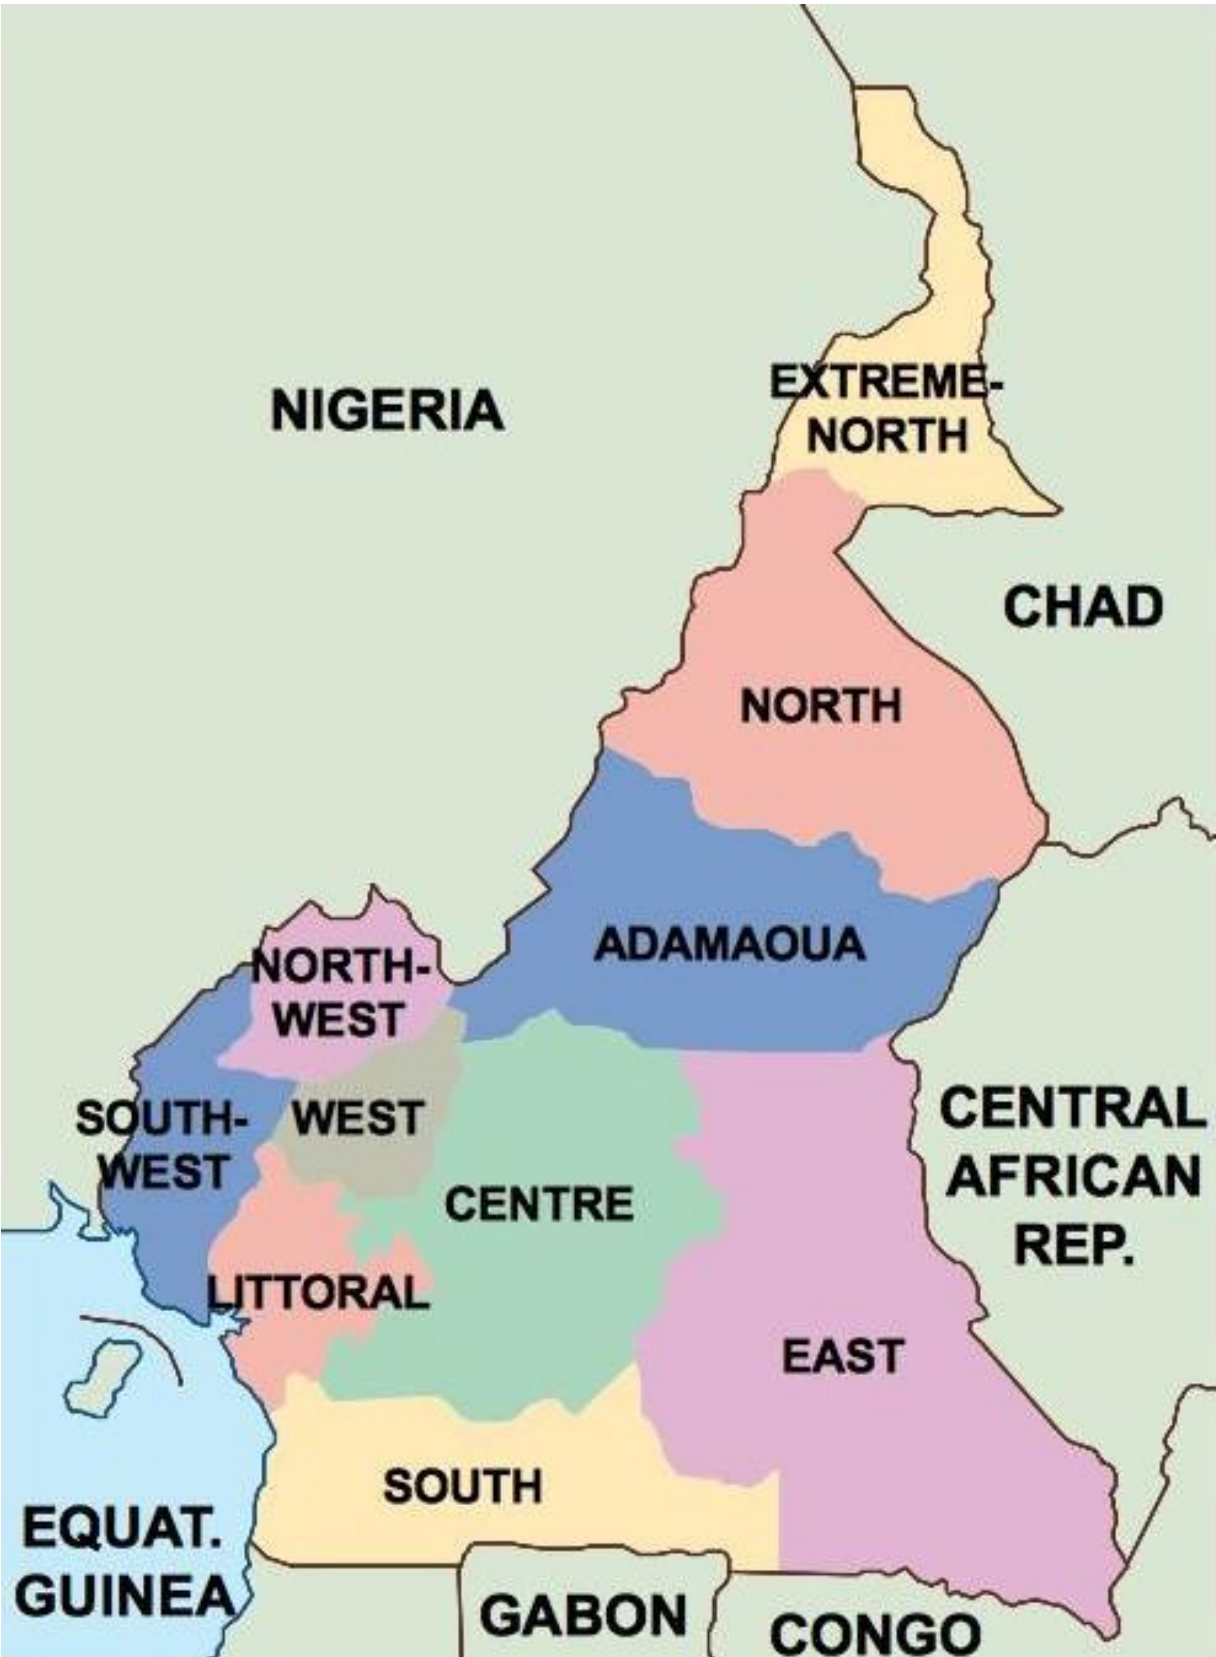 EXTREME-
NORTH
NIGERIA
CHAD
NORTH
ADAMAOUA
NORTH-
WEST
SOUTH-
WEST
WEST
CENTRE
CENTRAL
AFRICAN
REP.
LITTORAL
EAST
SOUTH
EQUAT.
GUINEA
GABON
CONGO